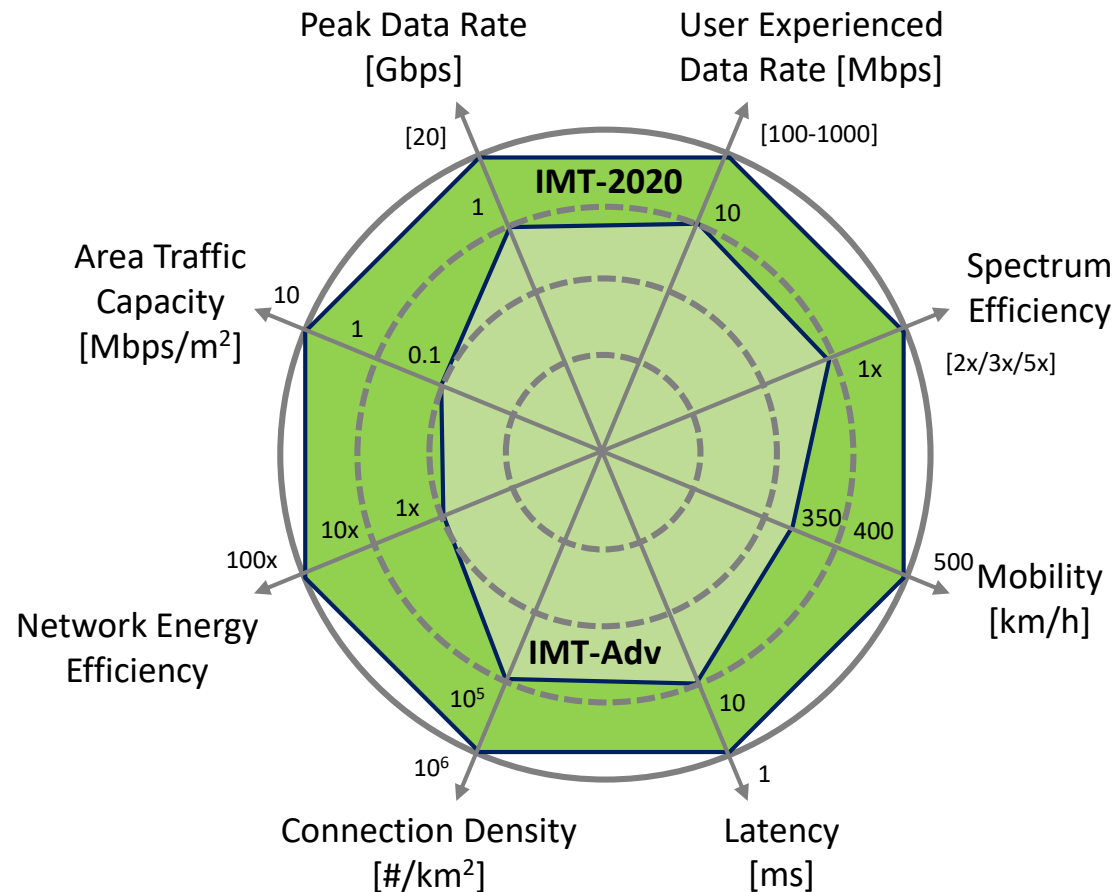 Peak Data Rate
[Gbps]
User Experienced
Data Rate [Mbps]
[20]
[100-1000]
IMT-2020
1
10
Area Traffic
Capacity
[Mbps/m²]
10
1
0.1
Spectrum
Efficiency
[2x/3x/5x]
1x
1x
10x
100x
350
400
500
Mobility
[km/h]
Network Energy
Efficiency
IMT-Adv
10⁵
10
10⁶
1
Connection Density
[#/km²]
Latency
[ms]